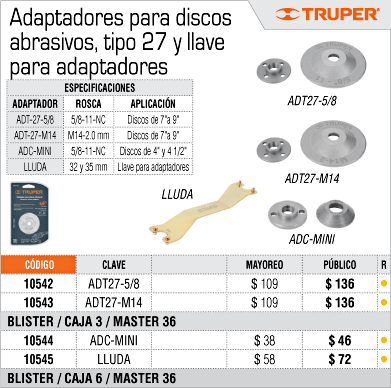 Adaptadores para discos
abrasivos, tipo 27 y llave
para adaptadores
TRUPER®
ESPECIFICACIONES
ADAPTADOR ROSCA APLICACIÓN
ADT-27-5/8 5/8-11-NC Discos de 7"a 9"
ADT-27-M14 M14-2.0 mm Discos de 7"a 9"
ADC-MINI 5/8-11-NC Discos de 4" y 4 1/2"
LLUDA 32 y 35 mm Llave para adaptadores
ADT27-5/8
ADT27-M14
ADC-MINI
LLUDA
TRUPER
CÓDIGO CLAVE MAYOREO PÚBLICO R
10542 ADT27-5/8 $ 109 $ 136
10543 ADT27-M14 $ 109 $ 136
BLISTER / CAJA 3 / MASTER 36
10544 ADC-MINI $ 38 $ 46
10545 LLUDA $ 58 $ 72
BLISTER / CAJA 6 / MASTER 36